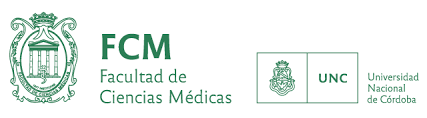 FCM
Facultad de
Ciencias Médicas
UNC
Universidad
Nacional
de Córdoba